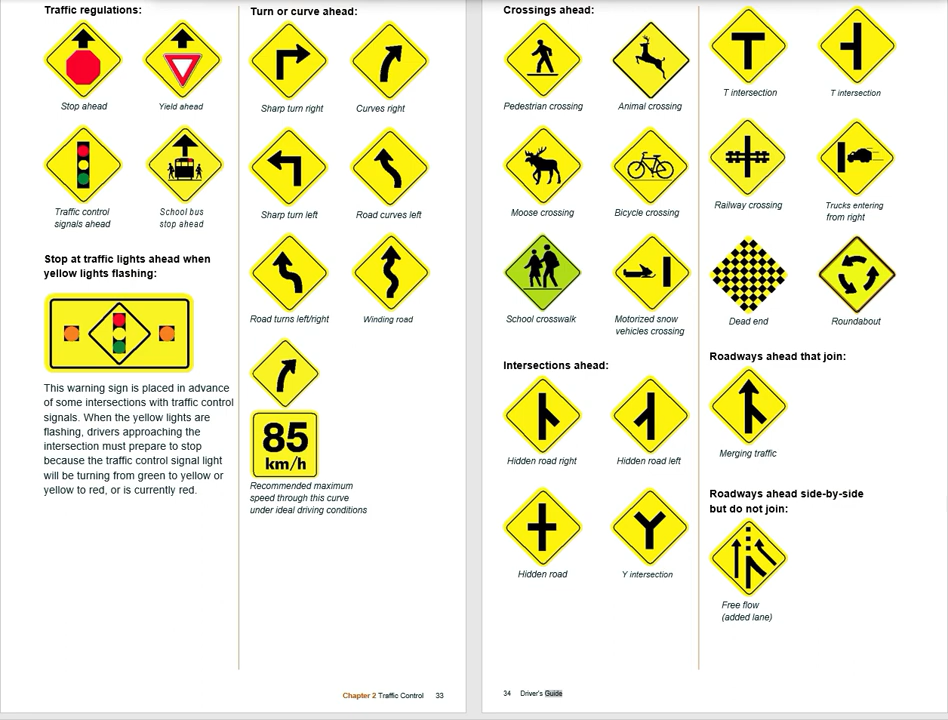 Traffic regulations:
Stop ahead
Yield ahead
Traffic control
signals ahead
School bus
stop ahead
Stop at traffic lights ahead when
yellow lights flashing:
This warning sign is placed in advance
of some intersections with traffic control
signals. When the yellow lights are
flashing, drivers approaching the
intersection must prepare to stop
because the traffic control signal light
will be turning from green to yellow or
yellow to red, or is currently red.
Turn or curve ahead:
Sharp turn right
Curves right
Sharp turn left
Road curves left
Road turns left/right
Winding road
85
km/h
Recommended maximum
speed through this curve
under ideal driving conditions
Chapter 2 Traffic Control 33
Crossings ahead:
Pedestrian crossing
Animal crossing
Moose crossing
Bicycle crossing
School crosswalk
Motorized snow
vehicles crossing
Intersections ahead:
Hidden road right
Hidden road left
Hidden road
Y intersection
T intersection
T intersection
Railway crossing
Trucks entering
from right
Dead end
Roundabout
Roadways ahead that join:
Merging traffic
Roadways ahead side-by-side
but do not join:
Free flow
(added lane)
34 Driver's Guide